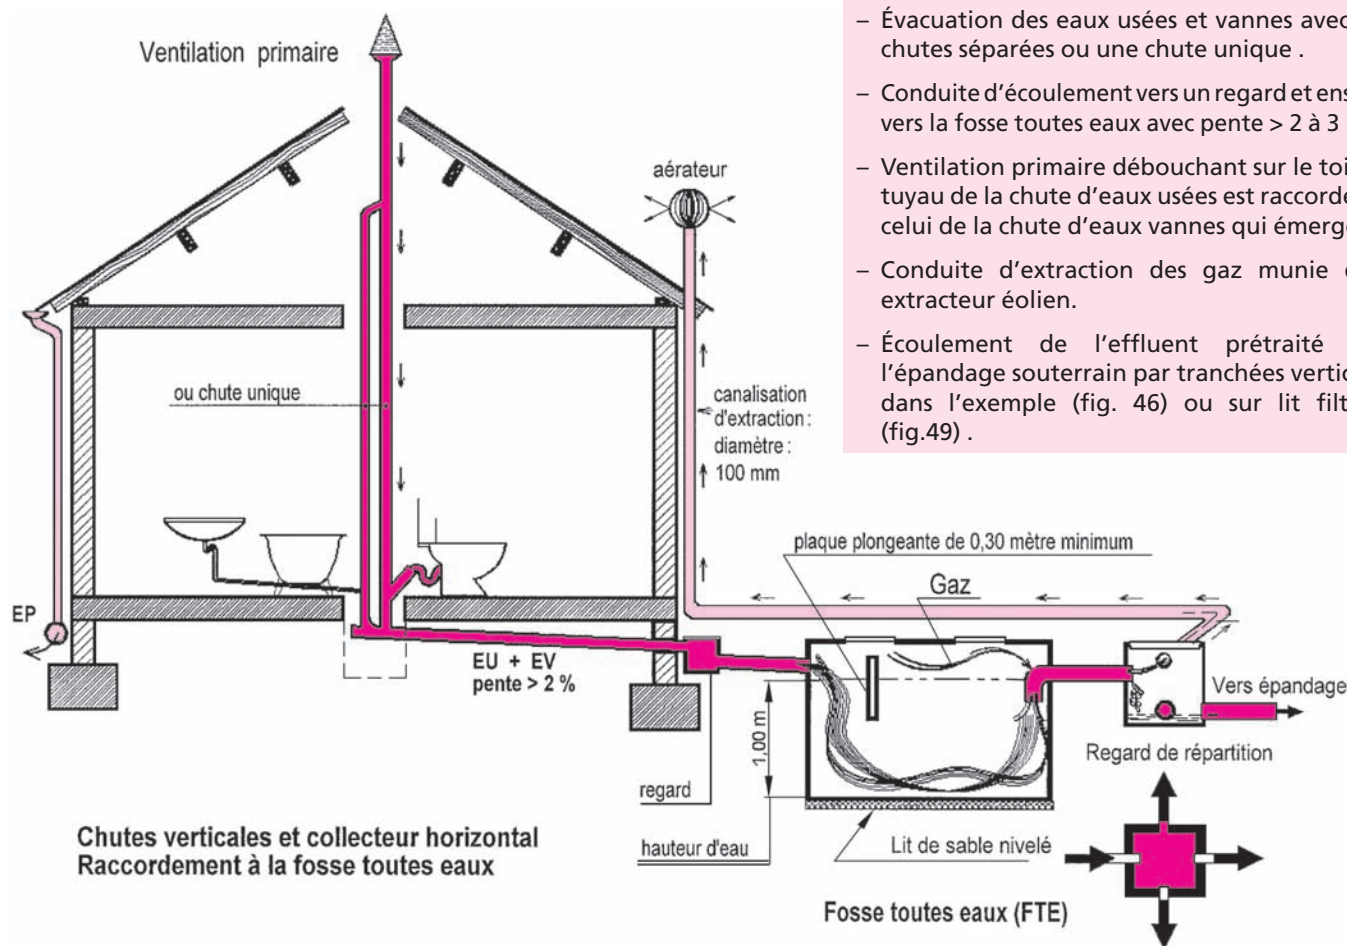 – Évacuation des eaux usées et vannes avec
chutes séparées ou une chute unique .
– Conduite d'écoulement vers un regard et ens
vers la fosse toutes eaux avec pente > 2 à 3
– Ventilation primaire débouchant sur le toi
tuyau de la chute d'eaux usées est raccordé
celui de la chute d'eaux vannes qui émerg
– Conduite d'extraction des gaz munie
extracteur éolien.
– Écoulement de l'effluent prétraité
l'épandage souterrain par tranchées vertic
dans l'exemple (fig. 46) ou sur lit filt
(fig.49) .
Ventilation primaire
aérateur
ou chute unique
canalisation
d'extraction :
diamètre :
100 mm
plaque plongeante de 0,30 mètre minimum
Gaz
EP
EU + EV
pente > 2 %
1,00 m
Vers épandage
Regard de répartition
regard
hauteur d'eau
Lit de sable nivelé
Chutes verticales et collecteur horizontal
Raccordement à la fosse toutes eaux
Fosse toutes eaux (FTE)